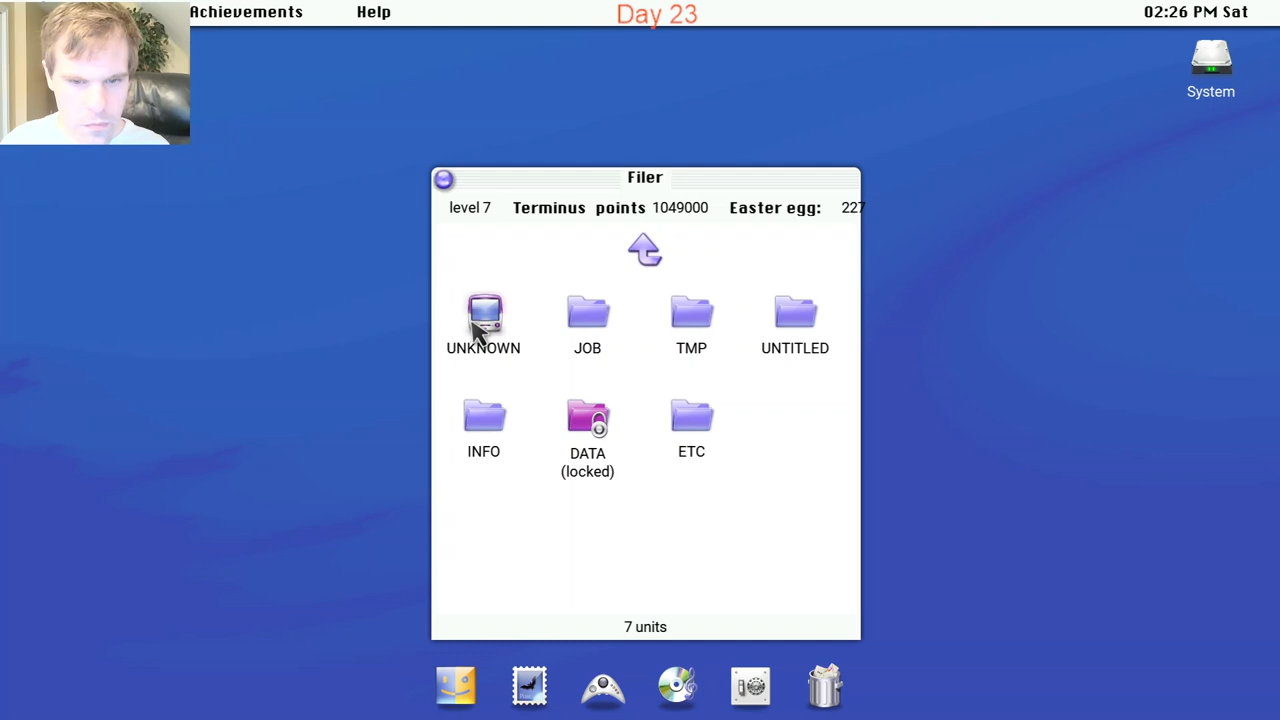 Achievements Help Day 23 02:26 PM Sat
System
Filer
level 7 Terminus points 1049000 Easter egg: 227
UNKNOWN JOB TMP UNTITLED
INFO DATA ETC
(locked)
7 units